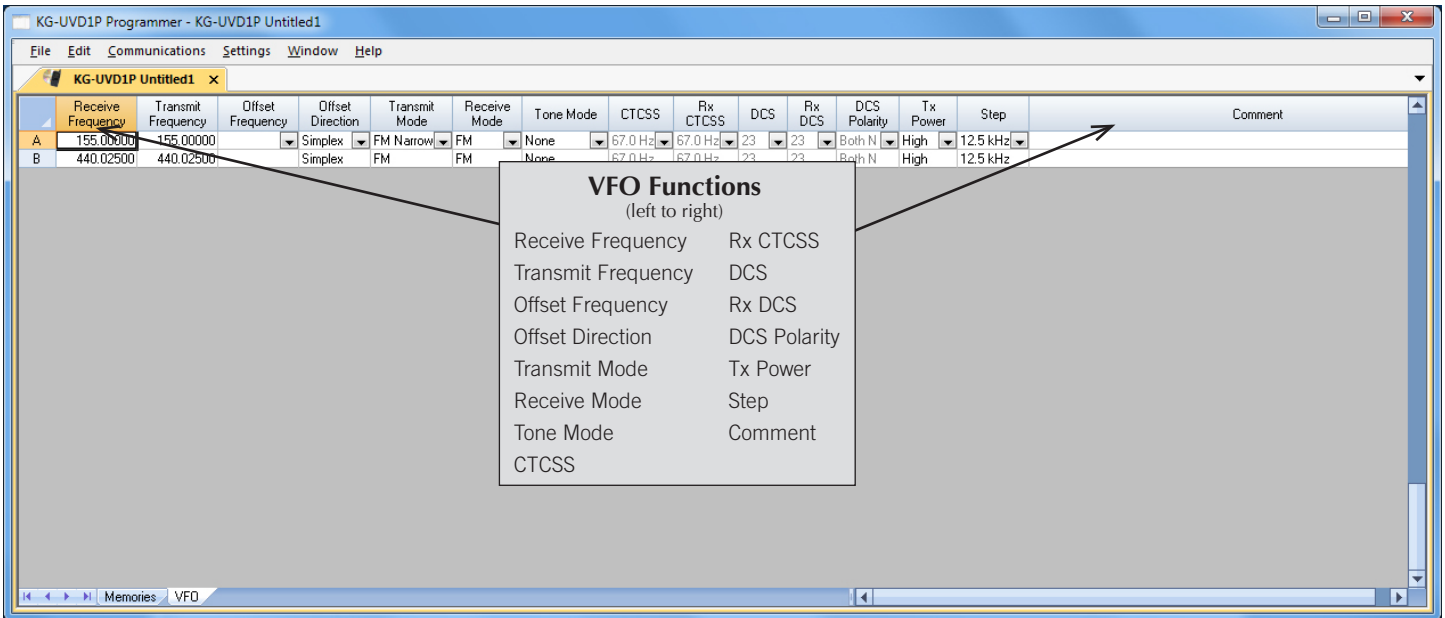 KG-UVD1P Programmer - KG-UVD1P Untitled1
File Edit Communications Settings Window Help
KG-UVD1P Untitled1 X
Receive Frequency Transmit Frequency Offset Frequency Offset Direction Transmit Mode Receive Mode Tone Mode CTCSS Rx CTCSS DCS Rx DCS DCS Polarity Tx Power Step Comment
A 155.00000 155.00000 Simplex FM Narrow FM None 67.0 Hz 67.0 Hz 23 23 Both N High 12.5 kHz
B 440.02500 440.02500 Simplex FM FM None 67.0 Hz 67.0 Hz 23 23 Both N High 12.5 kHz
VFO Functions
(left to right)
Receive Frequency
Transmit Frequency
Offset Frequency
Offset Direction
Transmit Mode
Receive Mode
Tone Mode
CTCSS
Rx CTCSS
DCS
Rx DCS
DCS Polarity
Tx Power
Step
Comment
Memories VFO